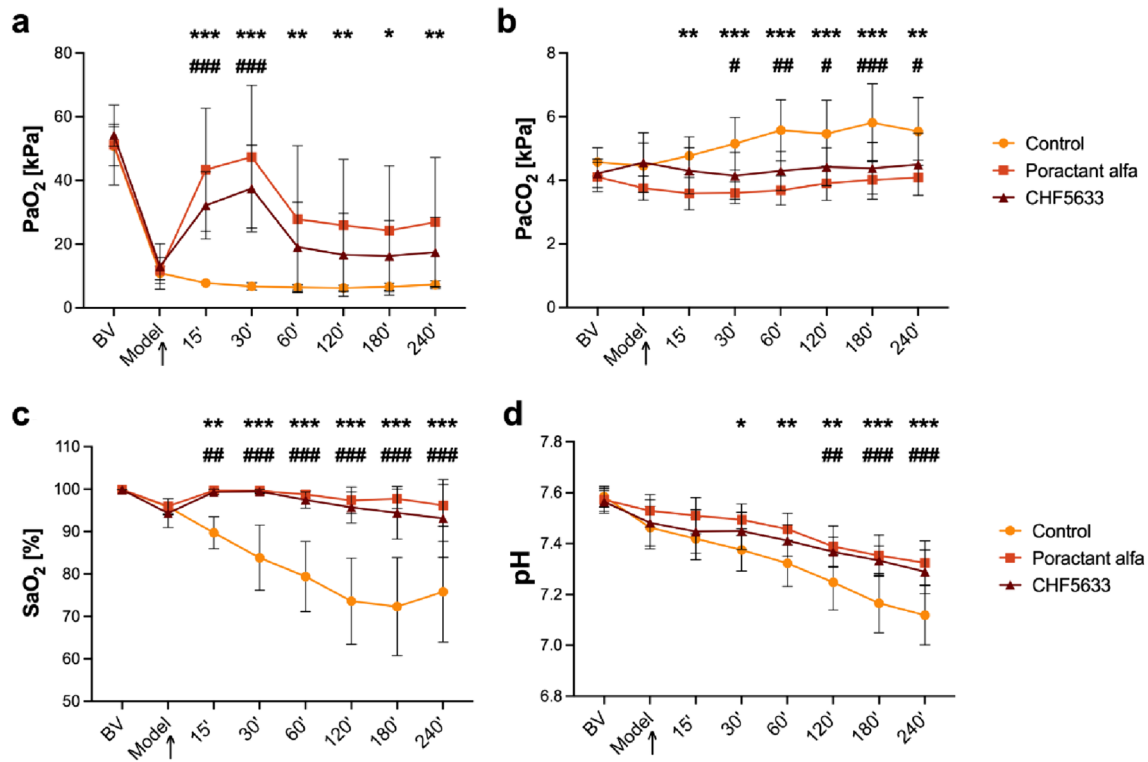 a
*** *** ** ** * **
### ###
80
60
40
20
0
PaO2 [kPa]
BV Model 15' 30' 60' 120' 180' 240'
b
** *** *** *** *** **
# ## # ### #
8
6
4
2
0
PaCO2 [kPa]
BV Model 15' 30' 60' 120' 180' 240'
Control
Poractant alfa
CHF5633
c
** *** *** *** *** ***
## ### ### ### ### ###
110
100
90
80
70
60
50
SaO2 [%]
BV Model 15' 30' 60' 120' 180' 240'
d
* ** ** *** ***
## ### ###
7.8
7.6
7.4
7.2
7.0
6.8
pH
BV Model 15' 30' 60' 120' 180' 240'
Control
Poractant alfa
CHF5633